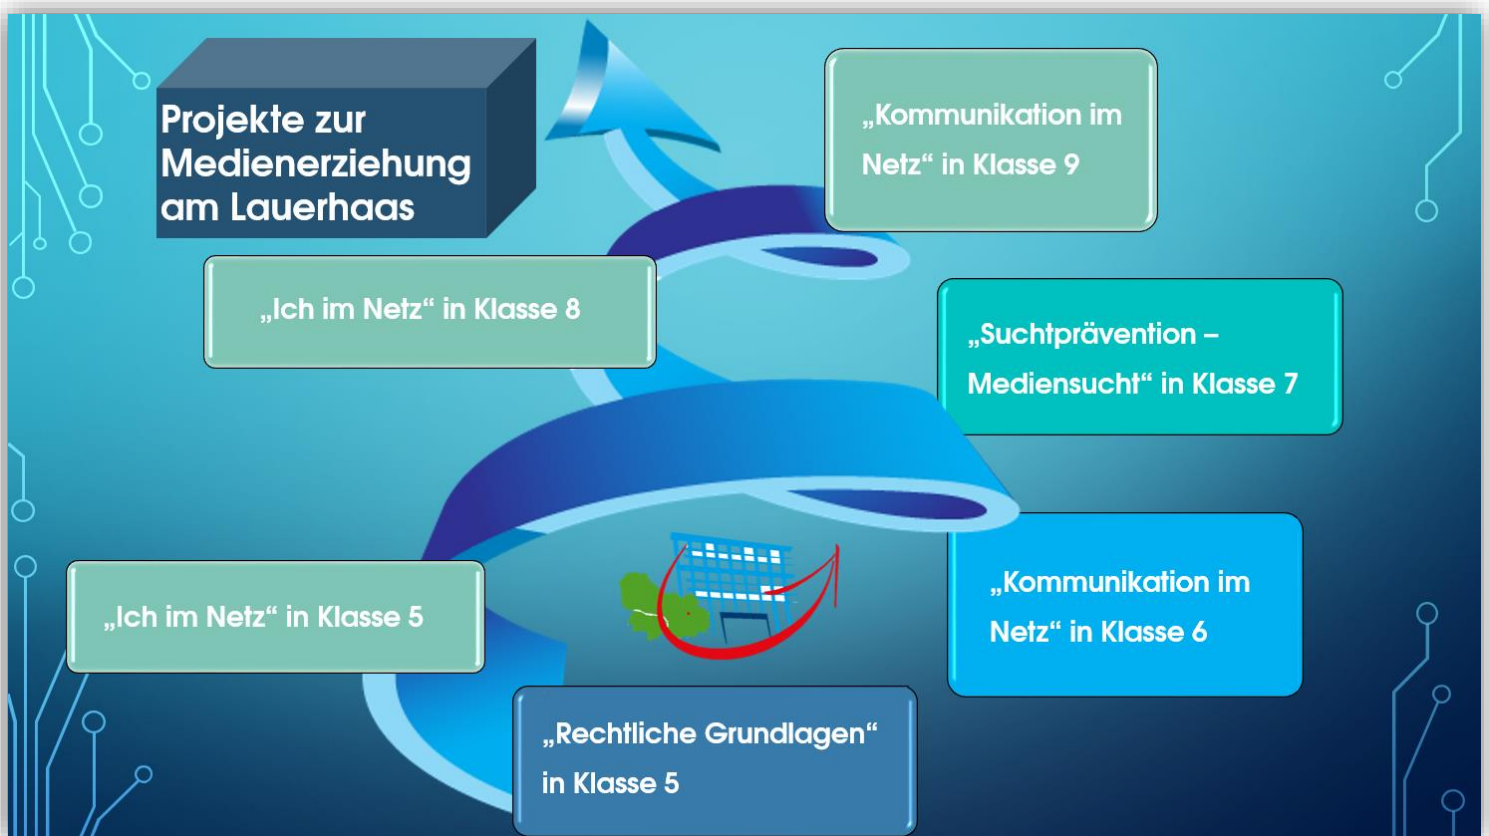 Projekte zur
Medienerziehung
am Lauerhaas
„Kommunikation im
Netz“ in Klasse 9
„Ich im Netz“ in Klasse 8
„Suchtprävention –
Mediensucht“ in Klasse 7
„Kommunikation im
Netz“ in Klasse 6
„Ich im Netz“ in Klasse 5
„Rechtliche Grundlagen“
in Klasse 5